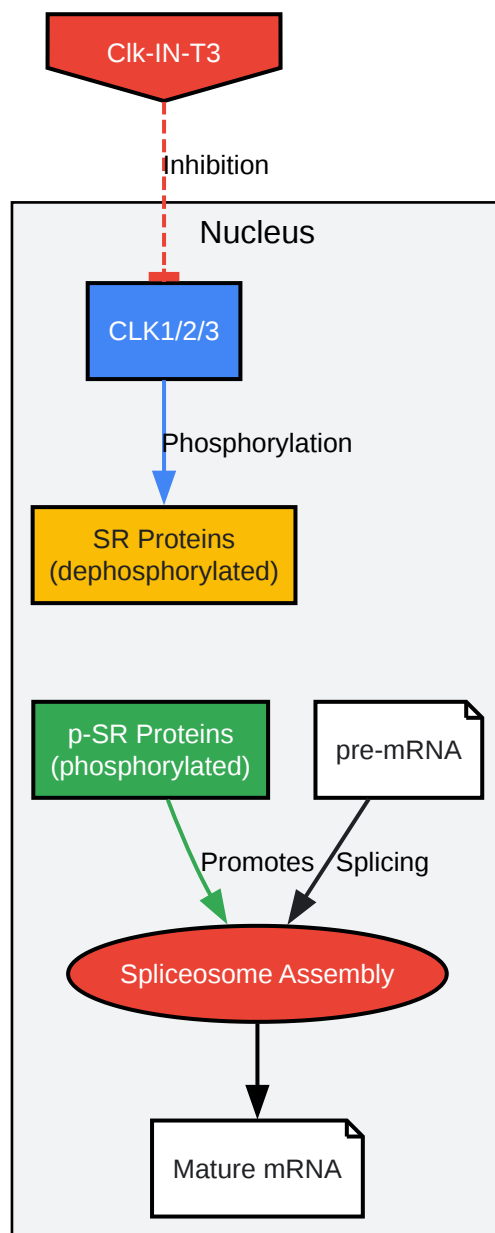 Clk-IN-T3
Inhibition
Nucleus
CLK1/2/3
Phosphorylation
SR Proteins
(dephosphorylated)
p-SR Proteins
(phosphorylated)
pre-mRNA
Promotes
Splicing
Spliceosome Assembly
Mature mRNA